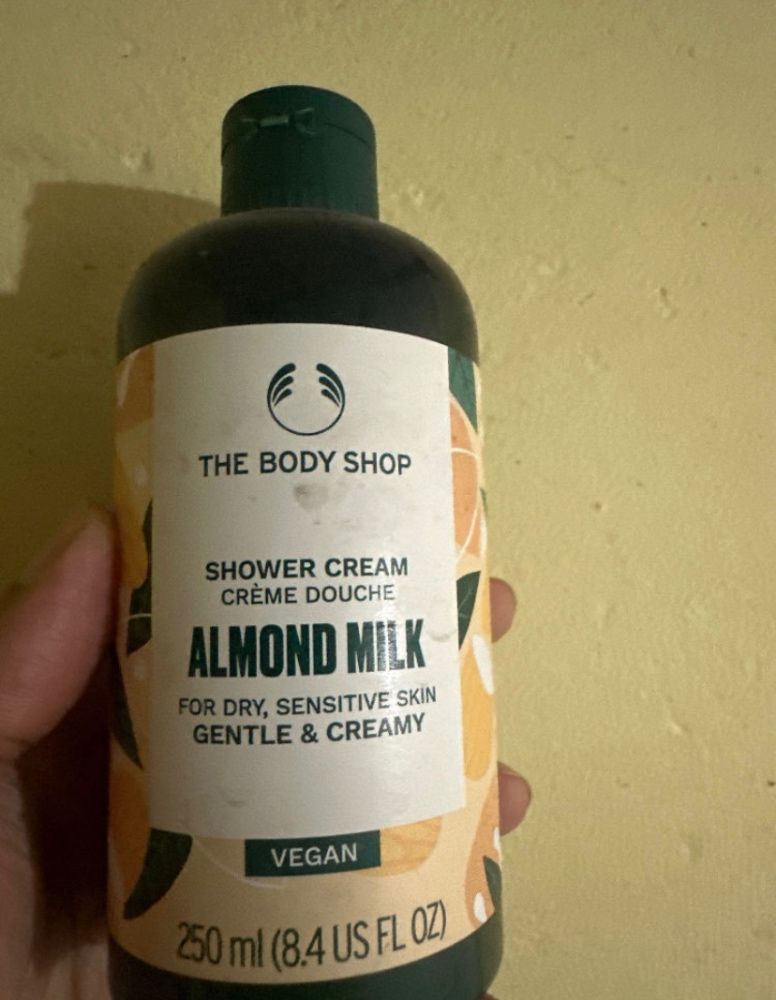 THE BODY SHOP
SHOWER CREAM
CRÈME DOUCHE
ALMOND MILK
FOR DRY, SENSITIVE SKIN
GENTLE & CREAMY
VEGAN
250 ml (8.4 US FL OZ)